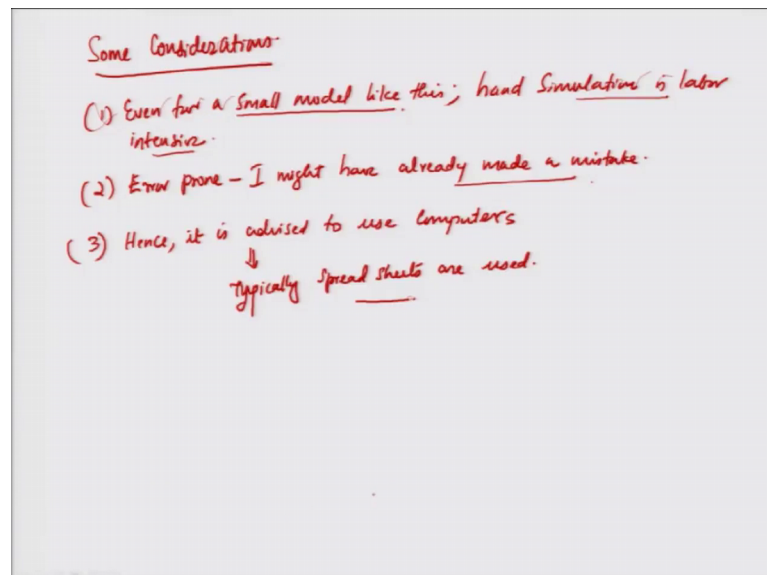 Some Considerations
(1) Even for a small model like this; hand simulation is labor
intensive.
(2) Error prone - I might have already made a mistake.
(3) Hence, it is advised to use computers
⇓
Typically spread sheets are used.